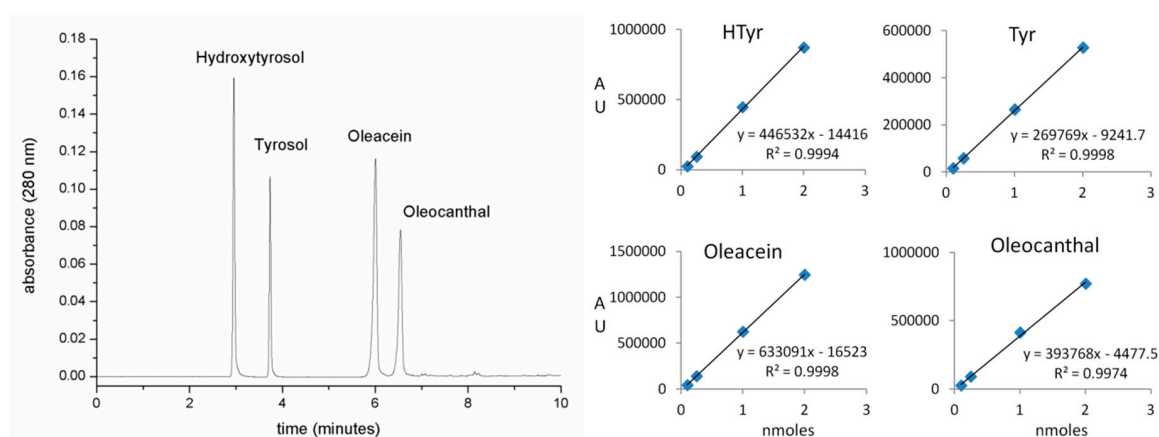 absorbance (280 nm)
0.18
0.16
0.14
0.12
0.10
0.08
0.06
0.04
0.02
0.00
Hydroxytyrosol
Tyrosol
Oleacein
Oleocanthal
0 2 4 6 8 10
time (minutes)
HTyr
A
U
1000000
500000
0
y = 446532x - 14416
R² = 0.9994
0 1 2 3
Tyr
600000
400000
200000
0
y = 269769x - 9241.7
R² = 0.9998
0 1 2 3
Oleacein
A
U
1500000
1000000
500000
0
y = 633091x - 16523
R² = 0.9998
0 1 2 3
nmoles
Oleocanthal
1000000
500000
0
y = 393768x - 4477.5
R² = 0.9974
0 1 2 3
nmoles